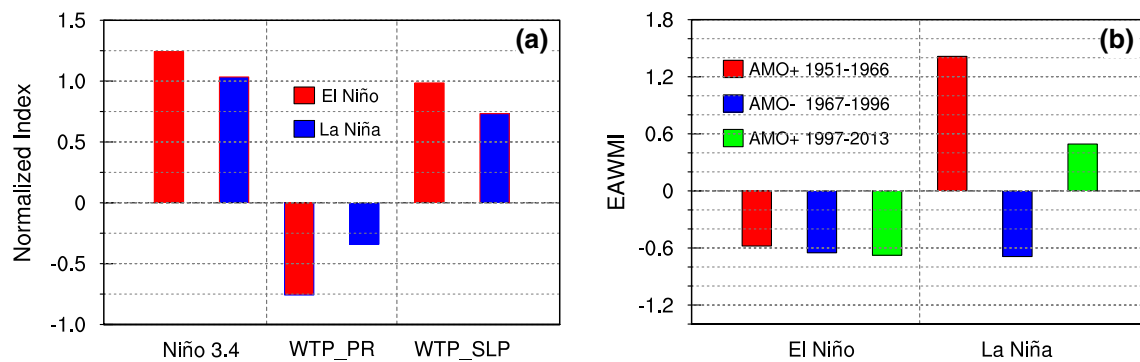 (a)
Normalized Index
1.5
1.0
0.5
0
-0.5
-1.0
El Niño
La Niña
Niño 3.4 WTP_PR WTP_SLP
(b)
EAWMI
1.8
1.2
0.6
0
-0.6
-1.2
AMO+ 1951-1966
AMO- 1967-1996
AMO+ 1997-2013
El Niño La Niña